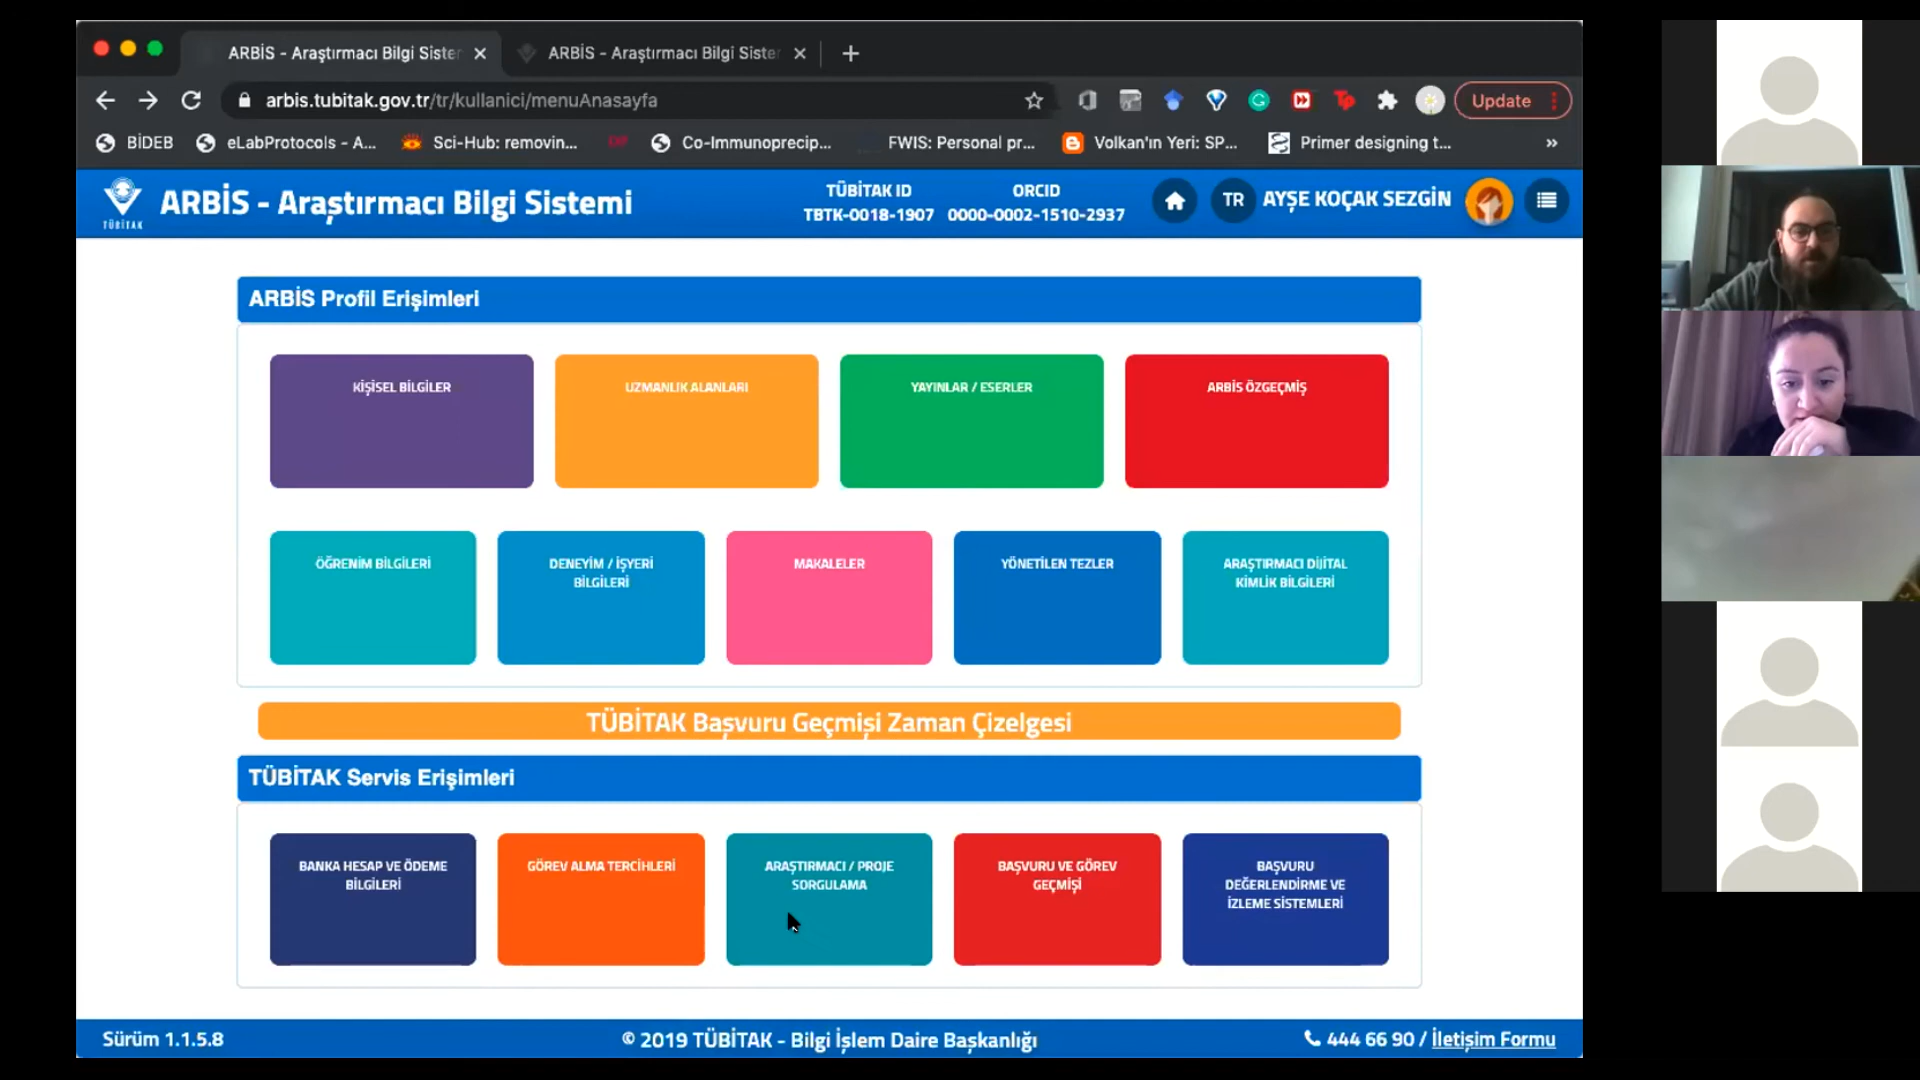 ARBİS - Araştırmacı Bilgi Sister
ARBİS - Araştırmacı Bilgi Sister
arbis.tubitak.gov.tr/tr/kullanici/menuAnasayfa
Update
BİDEB
eLabProtocols - A...
Sci-Hub: removin...
Co-Immunoprecip...
FWIS: Personal pr...
Volkan'ın Yeri: SP...
Primer designing t...
»
TÜBİTAK
ARBİS - Araştırmacı Bilgi Sistemi
TÜBİTAK ID
TBTK-0018-1907
ORCID
0000-0002-1510-2937
TR
AYŞE KOÇAK SEZGİN
ARBİS Profil Erişimleri
KİŞİSEL BİLGİLER
UZMANLIK ALANLARI
YAYINLAR / ESERLER
ARBİS ÖZGEÇMİŞ
ÖĞRENİM BİLGİLERİ
DENEYİM / İŞYERİ
BİLGİLERİ
MAKALELER
YÖNETİLEN TEZLER
ARAŞTIRMACI DİJİTAL
KİMLİK BİLGİLERİ
TÜBİTAK Başvuru Geçmişi Zaman Çizelgesi
TÜBİTAK Servis Erişimleri
BANKA HESAP VE ÖDEME
BİLGİLERİ
GÖREV ALMA TERCİHLERİ
ARAŞTIRMACI / PROJE
SORGULAMA
BAŞVURU VE GÖREV
GEÇMİŞİ
BAŞVURU
DEĞERLENDİRME VE
İZLEME SİSTEMLERİ
Sürüm 1.1.5.8
© 2019 TÜBİTAK - Bilgi İşlem Daire Başkanlığı
444 66 90 / İletişim Formu